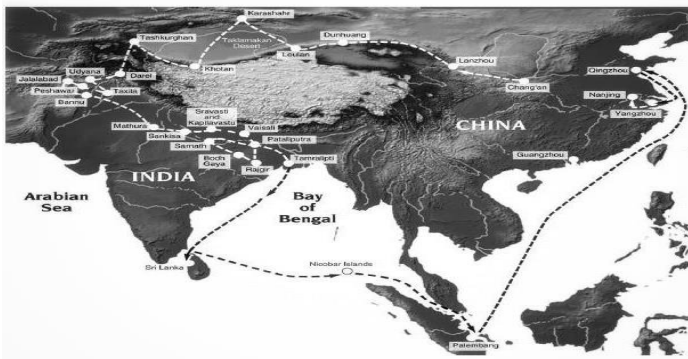 Karashahr
Taklamakan
Desert
Dunhuang
Tashkurghan
Leulan
Khotan
Lanzhou
Chang'an
Qingzhou
Udyana
Darel
Jalalabad
Peshawar
Taxila
Bannu
Nanjing
Yangzhou
Mathura
Sravasti
and
Kapilavastu
CHINA
Sankisa
Vaisali
Sarnath
Pataliputra
Bodh
Gaya
Rajgir
Tamralipti
Guangzhou
INDIA
Arabian
Sea
Bay
of
Bengal
Sri Lanka
Nicobar Islands
Palembang